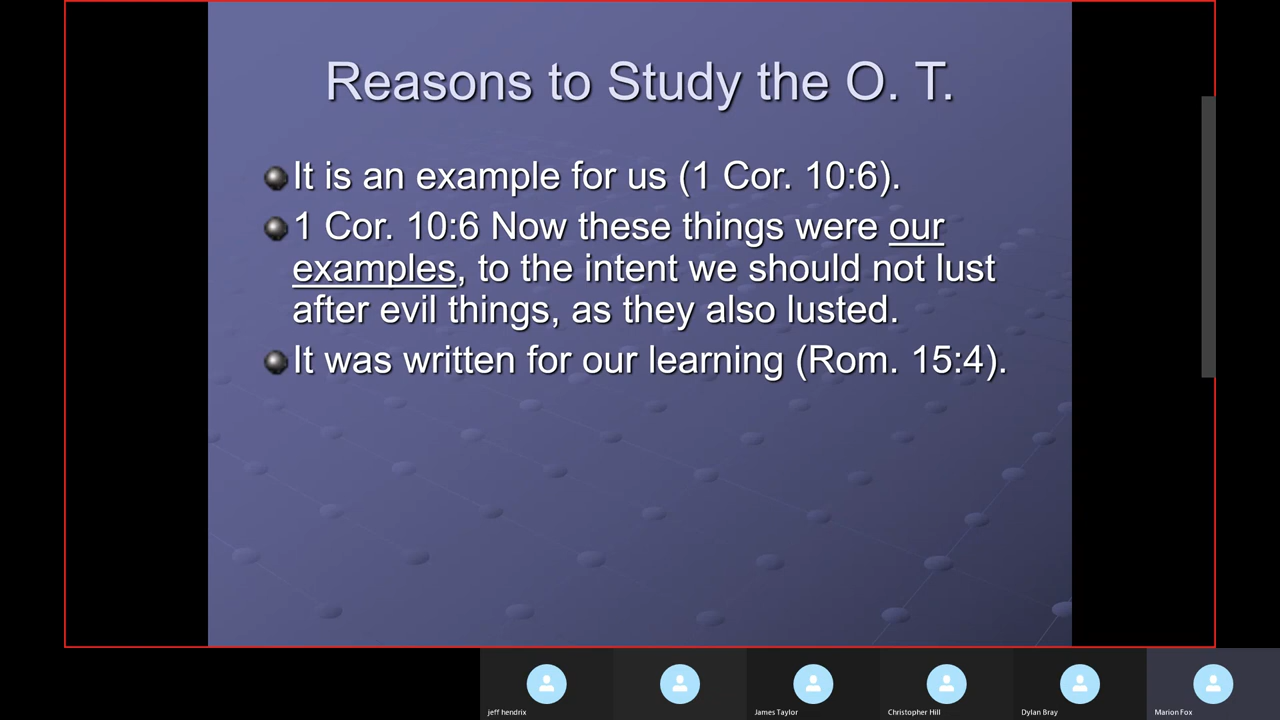 Reasons to Study the O. T.
It is an example for us (1 Cor. 10:6).
1 Cor. 10:6 Now these things were our
examples, to the intent we should not lust
after evil things, as they also lusted.
It was written for our learning (Rom. 15:4).
jeff hendrix
James Taylor
Christopher Hill
Dylan Bray
Marion Fox